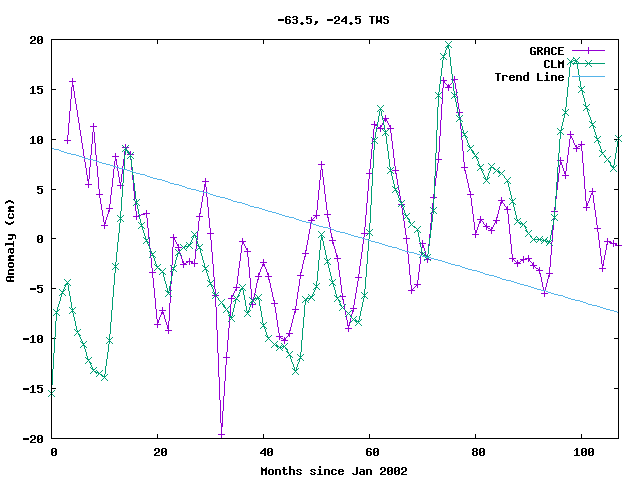 -63.5, -24.5 TWS
GRACE
CLM
Trend Line
Anomaly (cm)
20
15
10
5
0
-5
-10
-15
-20
0 20 40 60 80 100
Months since Jan 2002